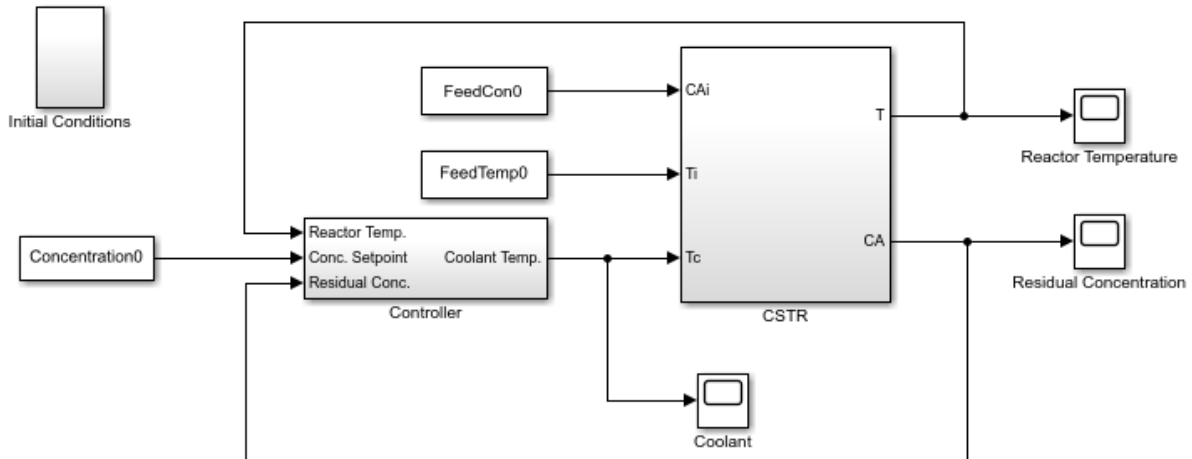 Initial Conditions
FeedCon0
FeedTemp0
Concentration0
Reactor Temp.
Conc. Setpoint
Residual Conc.
Coolant Temp.
Controller
CAi
Ti
Tc
T
CA
CSTR
Reactor Temperature
Residual Concentration
Coolant